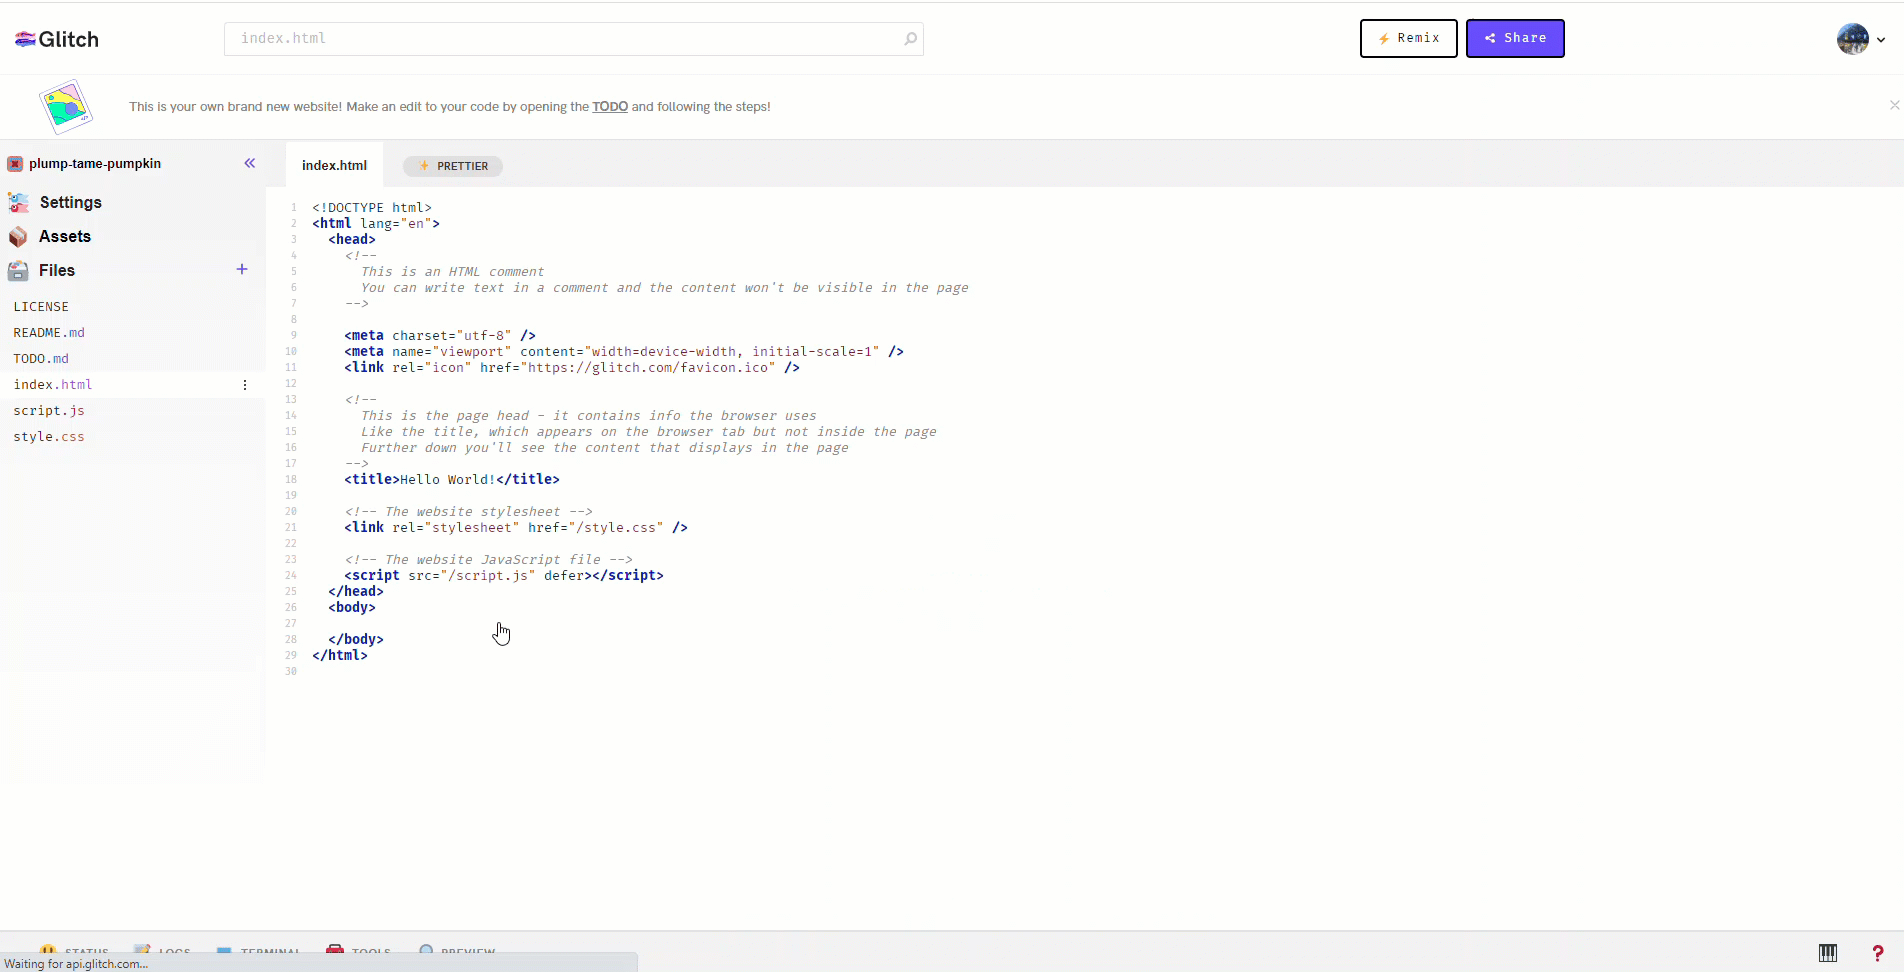 Glitch
index.html
Remix
Share
This is your own brand new website! Make an edit to your code by opening the TODO and following the steps!
plump-tame-pumpkin
Settings
Assets
Files
LICENSE
README.md
TODO.md
index.html
script.js
style.css
index.html
PRETTIER
1 <!DOCTYPE html>
2 <html lang="en">
3 <head>
4 <!--
5 This is an HTML comment
6 You can write text in a comment and the content won't be visible in the page
7 -->
8
9 <meta charset="utf-8" />
10 <meta name="viewport" content="width=device-width, initial-scale=1" />
11 <link rel="icon" href="https://glitch.com/favicon.ico" />
12
13 <!--
14 This is the page head - it contains info the browser uses
15 Like the title, which appears on the browser tab but not inside the page
16 Further down you'll see the content that displays in the page
17 -->
18 <title>Hello World!</title>
19
20 <!-- The website stylesheet -->
21 <link rel="stylesheet" href="/style.css" />
22
23 <!-- The website JavaScript file -->
24 <script src="/script.js" defer></script>
25 </head>
26 <body>
27
28 </body>
29 </html>
30
STATUS
LOGS
TERMINAL
TOOLS
PREVIEW
?
Waiting for api.glitch.com...